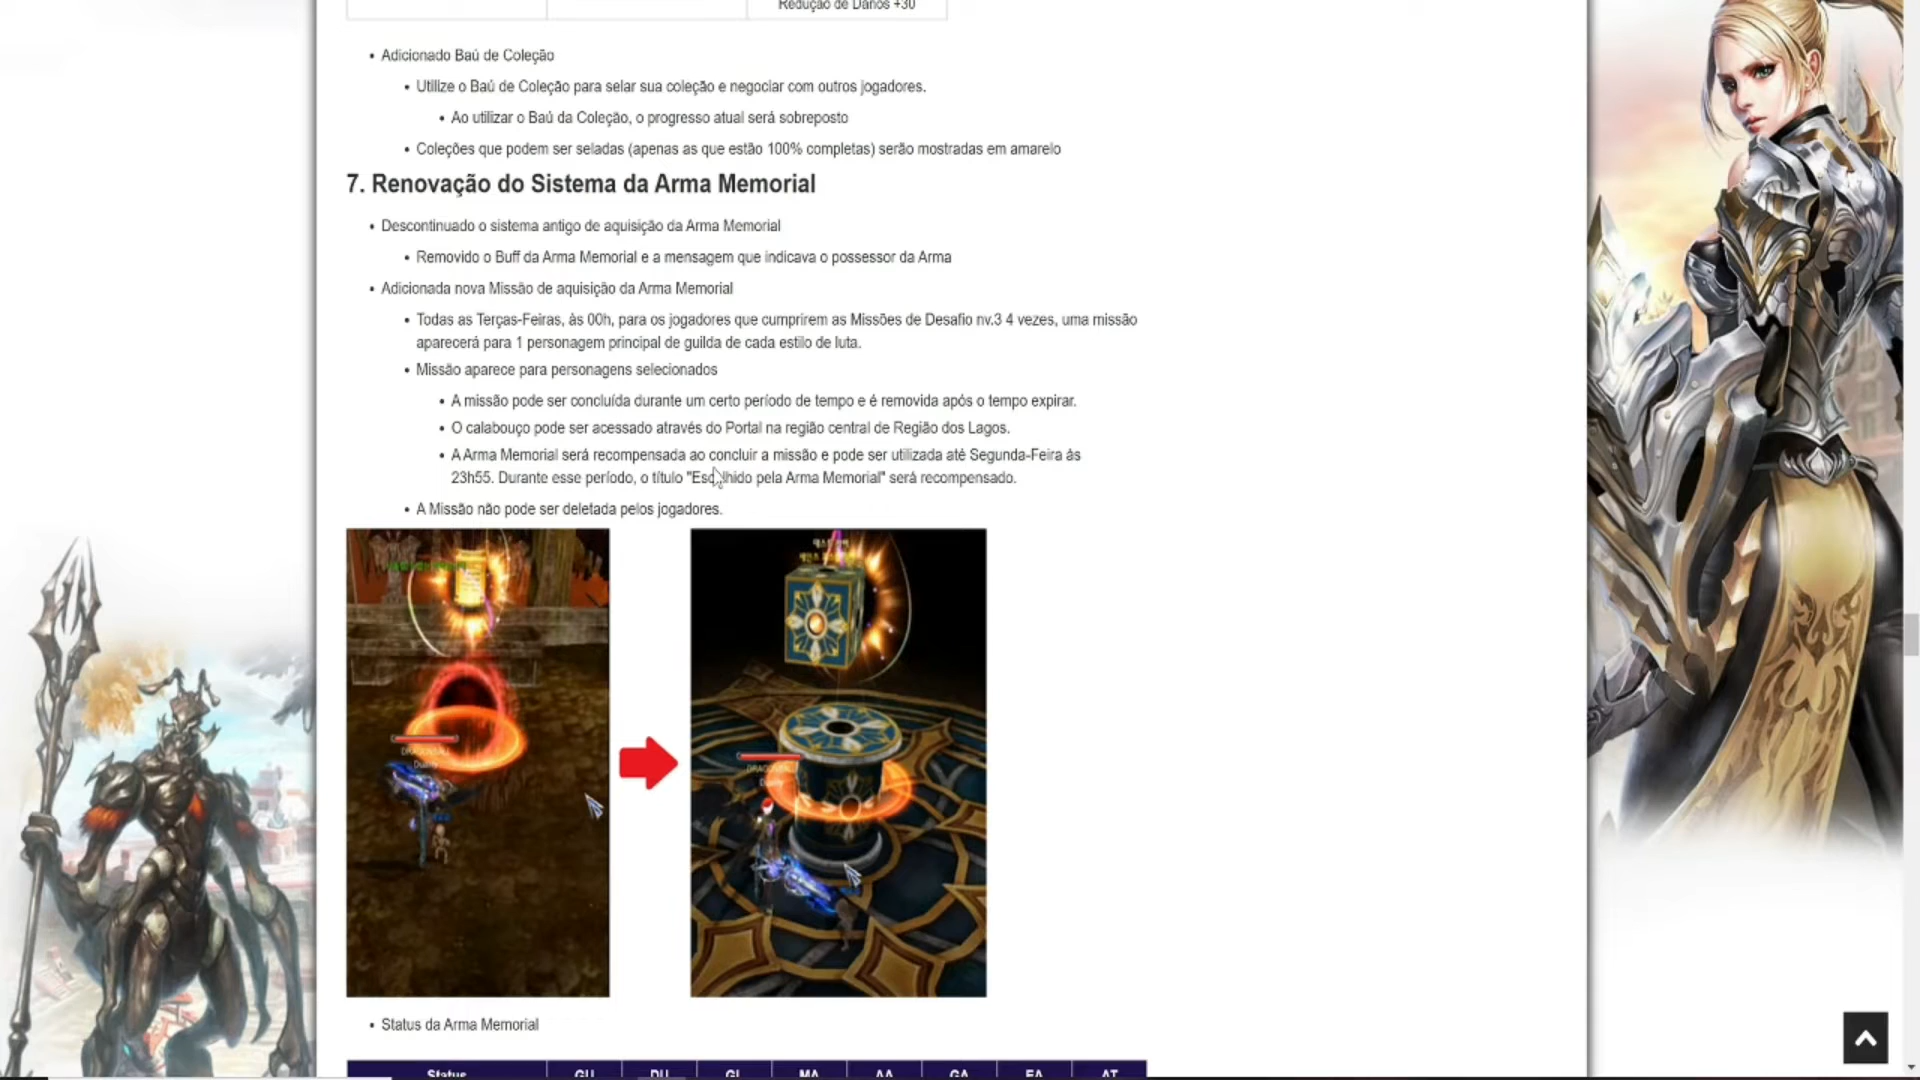 Redução de Danos +30
Adicionado Baú de Coleção
Utilize o Baú de Coleção para selar sua coleção e negociar com outros jogadores.
Ao utilizar o Baú da Coleção, o progresso atual será sobreposto
Coleções que podem ser seladas (apenas as que estão 100% completas) serão mostradas em amarelo
7. Renovação do Sistema da Arma Memorial
Descontinuado o sistema antigo de aquisição da Arma Memorial
Removido o Buff da Arma Memorial e a mensagem que indicava o possessor da Arma
Adicionada nova Missão de aquisição da Arma Memorial
Todas as Terças-Feiras, às 00h, para os jogadores que cumprirem as Missões de Desafio nv.3 4 vezes, uma missão
aparecerá para 1 personagem principal de guilda de cada estilo de luta.
Missão aparece para personagens selecionados
A missão pode ser concluída durante um certo período de tempo e é removida após o tempo expirar.
O calabouço pode ser acessado através do Portal na região central de Região dos Lagos.
A Arma Memorial será recompensada ao concluir a missão e pode ser utilizada até Segunda-Feira às
23h55. Durante esse período, o título "Escolhido pela Arma Memorial" será recompensado.
A Missão não pode ser deletada pelos jogadores.
Status da Arma Memorial
Status GU DU GL MA AA GA FA AT